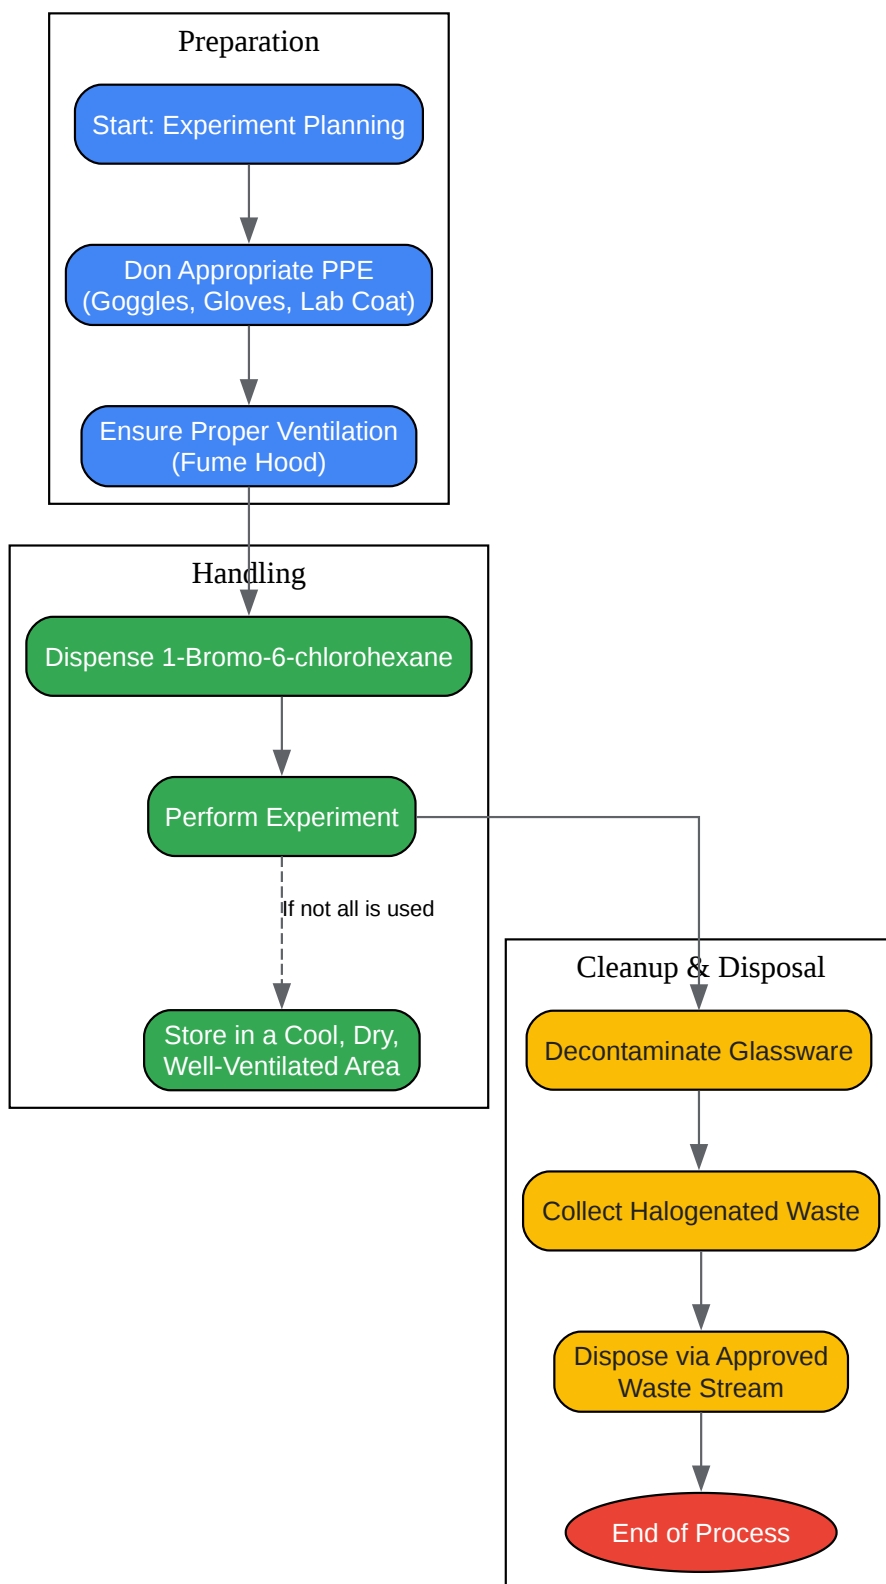 Preparation
Start: Experiment Planning
Don Appropriate PPE
(Goggles, Gloves, Lab Coat)
Ensure Proper Ventilation
(Fume Hood)
Handling
Dispense 1-Bromo-6-chlorohexane
Perform Experiment
If not all is used
Store in a Cool, Dry,
Well-Ventilated Area
Cleanup & Disposal
Decontaminate Glassware
Collect Halogenated Waste
Dispose via Approved
Waste Stream
End of Process